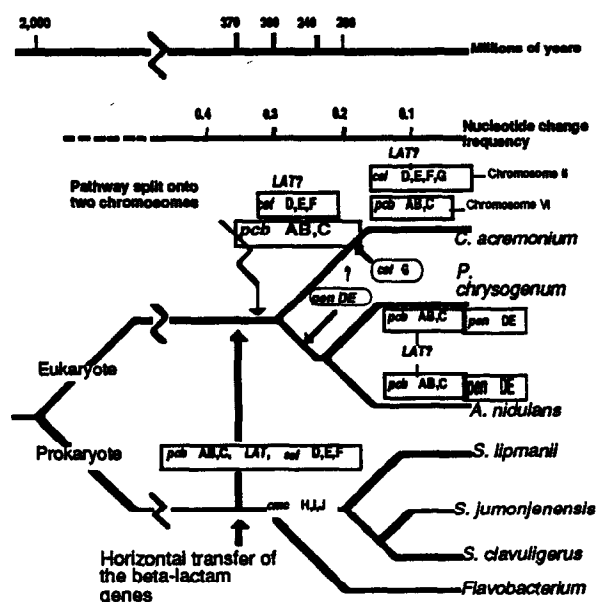 2,000 370 300 240 200
Millions of years
0.4 0.3 0.2 0.1
Nucleotide change
frequency
LAT?
cef D,E,F,G
Chromosome II
pcb AB,C
Chromosome VI
LAT?
cef D,E,F
pcb AB,C
Pathway split onto
two chromosomes
C. acremonium
?
cef G
pen DE
P.
chrysogenum
pcb AB,C pen DE
LAT?
pcb AB,C pen DE
A. nidulans
Eukaryote
Prokaryote
pcb AB,C, LAT, cef D,E,F
cmc H,I,J
S. lipmanii
S. jumonjenensis
S. clavuligerus
Flavobacterium
Horizontal transfer of
the beta-lactam
genes